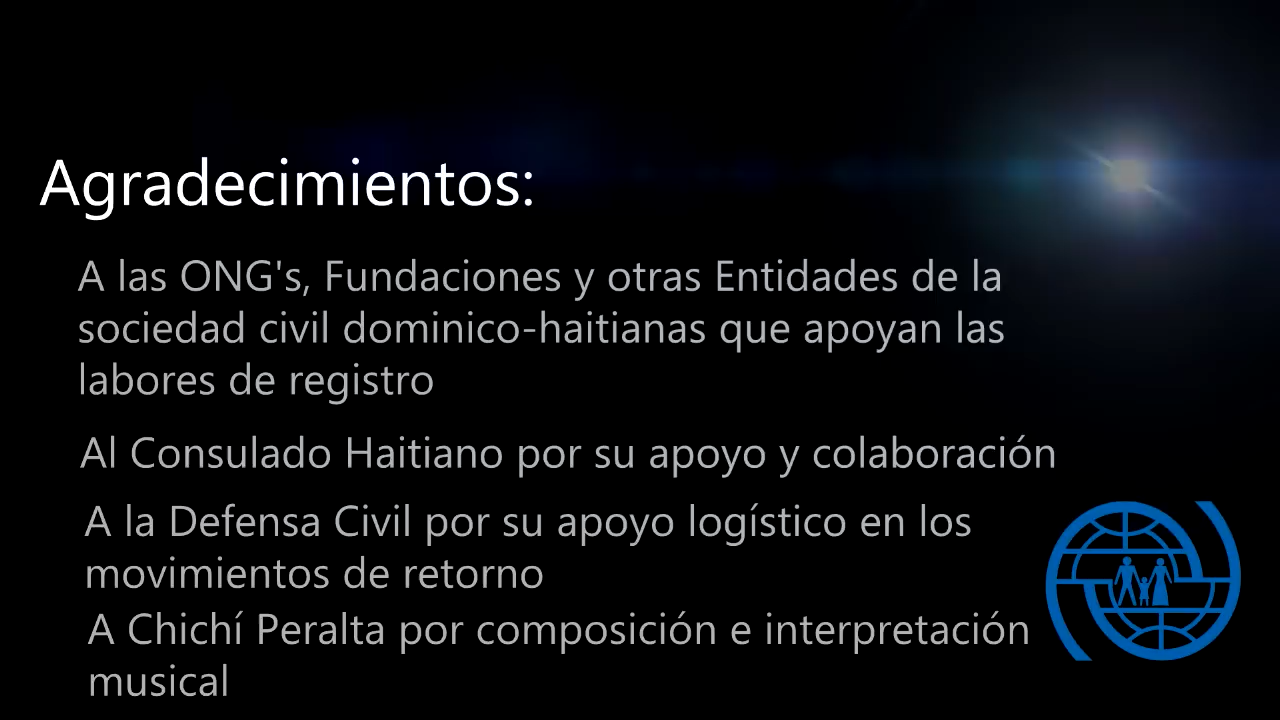 Agradecimientos:
A las ONG's, Fundaciones y otras Entidades de la
sociedad civil dominico-haitianas que apoyan las
labores de registro
Al Consulado Haitiano por su apoyo y colaboración
A la Defensa Civil por su apoyo logístico en los
movimientos de retorno
A Chichí Peralta por composición e interpretación
musical